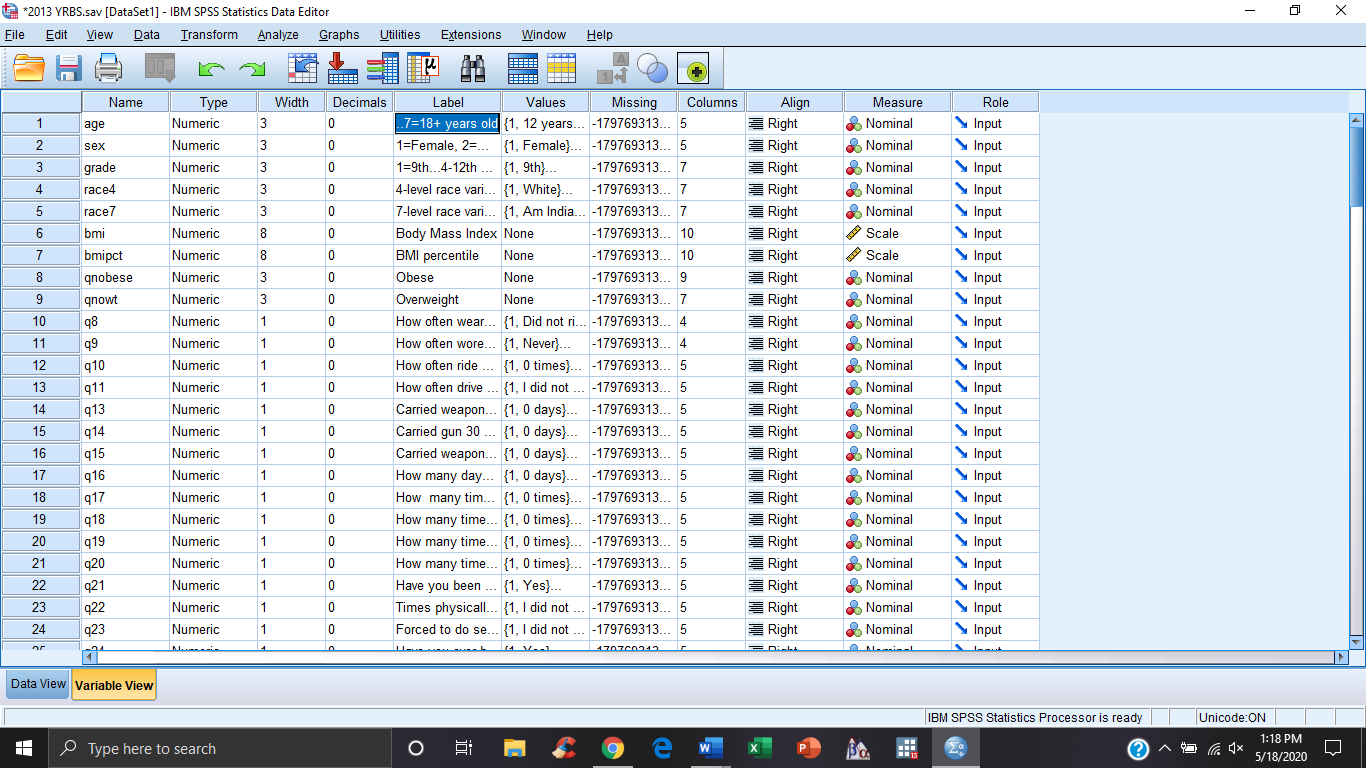 *2013 YRBS.sav [DataSet1] - IBM SPSS Statistics Data Editor
File Edit View Data Transform Analyze Graphs Utilities Extensions Window Help
Name Type Width Decimals Label Values Missing Columns Align Measure Role
1 age Numeric 3 0 ..7=18+ years old {1, 12 years... -179769313... 5 Right Nominal Input
2 sex Numeric 3 0 1=Female, 2=... {1, Female}... -179769313... 5 Right Nominal Input
3 grade Numeric 3 0 1=9th...4-12th ... {1, 9th}... -179769313... 7 Right Nominal Input
4 race4 Numeric 3 0 4-level race vari... {1, White}... -179769313... 7 Right Nominal Input
5 race7 Numeric 3 0 7-level race vari... {1, Am India... -179769313... 7 Right Nominal Input
6 bmi Numeric 8 0 Body Mass Index None -179769313... 10 Right Scale Input
7 bmipct Numeric 8 0 BMI percentile None -179769313... 10 Right Scale Input
8 qnobese Numeric 3 0 Obese None -179769313... 9 Right Nominal Input
9 qnowt Numeric 3 0 Overweight None -179769313... 7 Right Nominal Input
10 q8 Numeric 1 0 How often wear... {1, Did not ri... -179769313... 4 Right Nominal Input
11 q9 Numeric 1 0 How often wore... {1, Never}... -179769313... 4 Right Nominal Input
12 q10 Numeric 1 0 How often ride ... {1, 0 times}... -179769313... 5 Right Nominal Input
13 q11 Numeric 1 0 How often drive ... {1, I did not ... -179769313... 5 Right Nominal Input
14 q13 Numeric 1 0 Carried weapon... {1, 0 days}... -179769313... 5 Right Nominal Input
15 q14 Numeric 1 0 Carried gun 30 ... {1, 0 days}... -179769313... 5 Right Nominal Input
16 q15 Numeric 1 0 Carried weapon... {1, 0 days}... -179769313... 5 Right Nominal Input
17 q16 Numeric 1 0 How many day... {1, 0 days}... -179769313... 5 Right Nominal Input
18 q17 Numeric 1 0 How many tim... {1, 0 times}... -179769313... 5 Right Nominal Input
19 q18 Numeric 1 0 How many time... {1, 0 times}... -179769313... 5 Right Nominal Input
20 q19 Numeric 1 0 How many time... {1, 0 times}... -179769313... 5 Right Nominal Input
21 q20 Numeric 1 0 How many time... {1, 0 times}... -179769313... 5 Right Nominal Input
22 q21 Numeric 1 0 Have you been ... {1, Yes}... -179769313... 5 Right Nominal Input
23 q22 Numeric 1 0 Times physicall... {1, I did not ... -179769313... 5 Right Nominal Input
24 q23 Numeric 1 0 Forced to do se... {1, I did not ... -179769313... 5 Right Nominal Input
Data View Variable View
IBM SPSS Statistics Processor is ready Unicode:ON
Type here to search
1:18 PM
5/18/2020